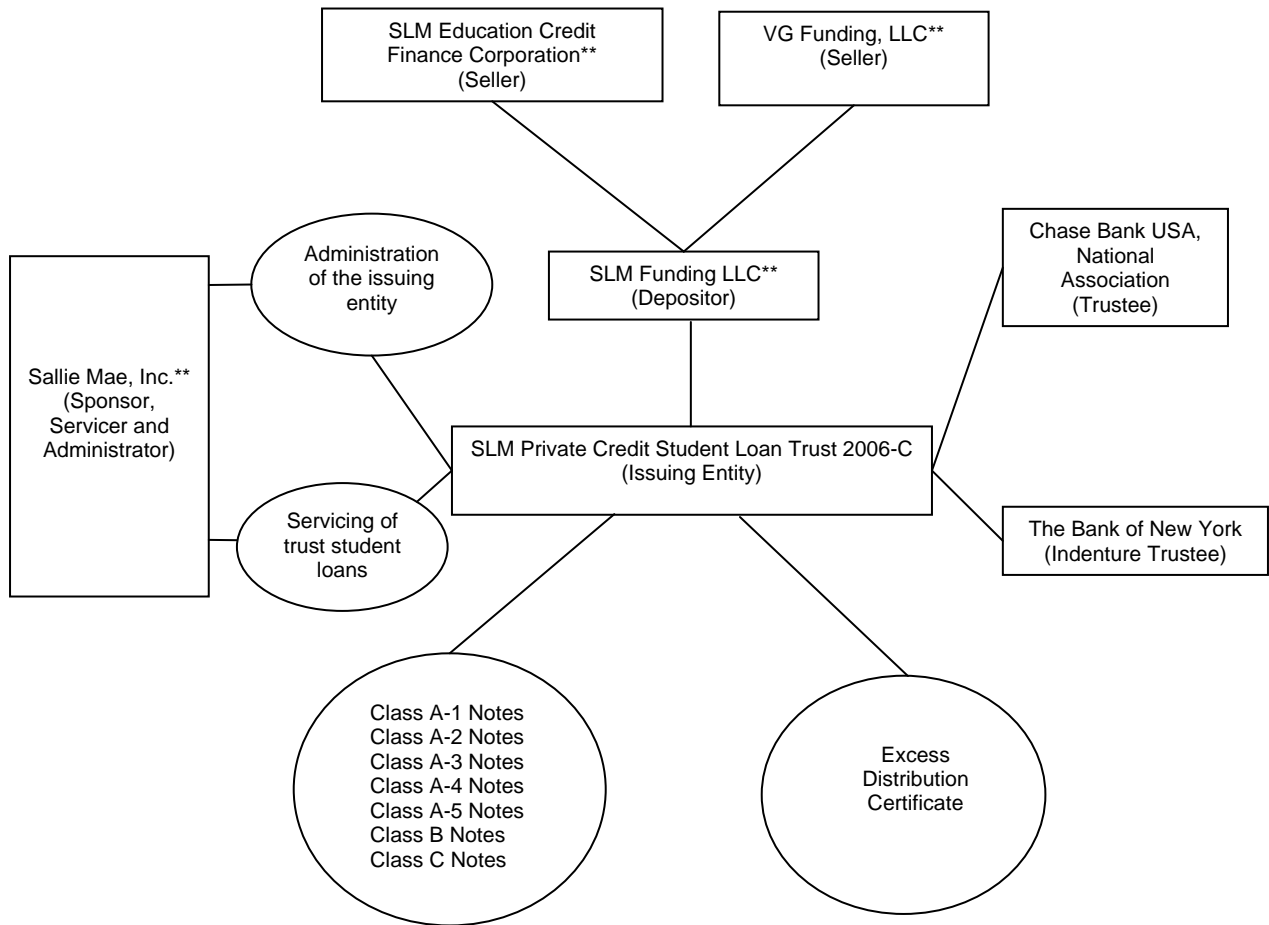 SLM Education Credit
Finance Corporation**
(Seller)
VG Funding, LLC**
(Seller)
Administration
of the issuing
entity
SLM Funding LLC**
(Depositor)
Chase Bank USA,
National
Association
(Trustee)
Sallie Mae, Inc.**
(Sponsor,
Servicer and
Administrator)
SLM Private Credit Student Loan Trust 2006-C
(Issuing Entity)
Servicing of
trust student
loans
The Bank of New York
(Indenture Trustee)
Class A-1 Notes
Class A-2 Notes
Class A-3 Notes
Class A-4 Notes
Class A-5 Notes
Class B Notes
Class C Notes
Excess
Distribution
Certificate